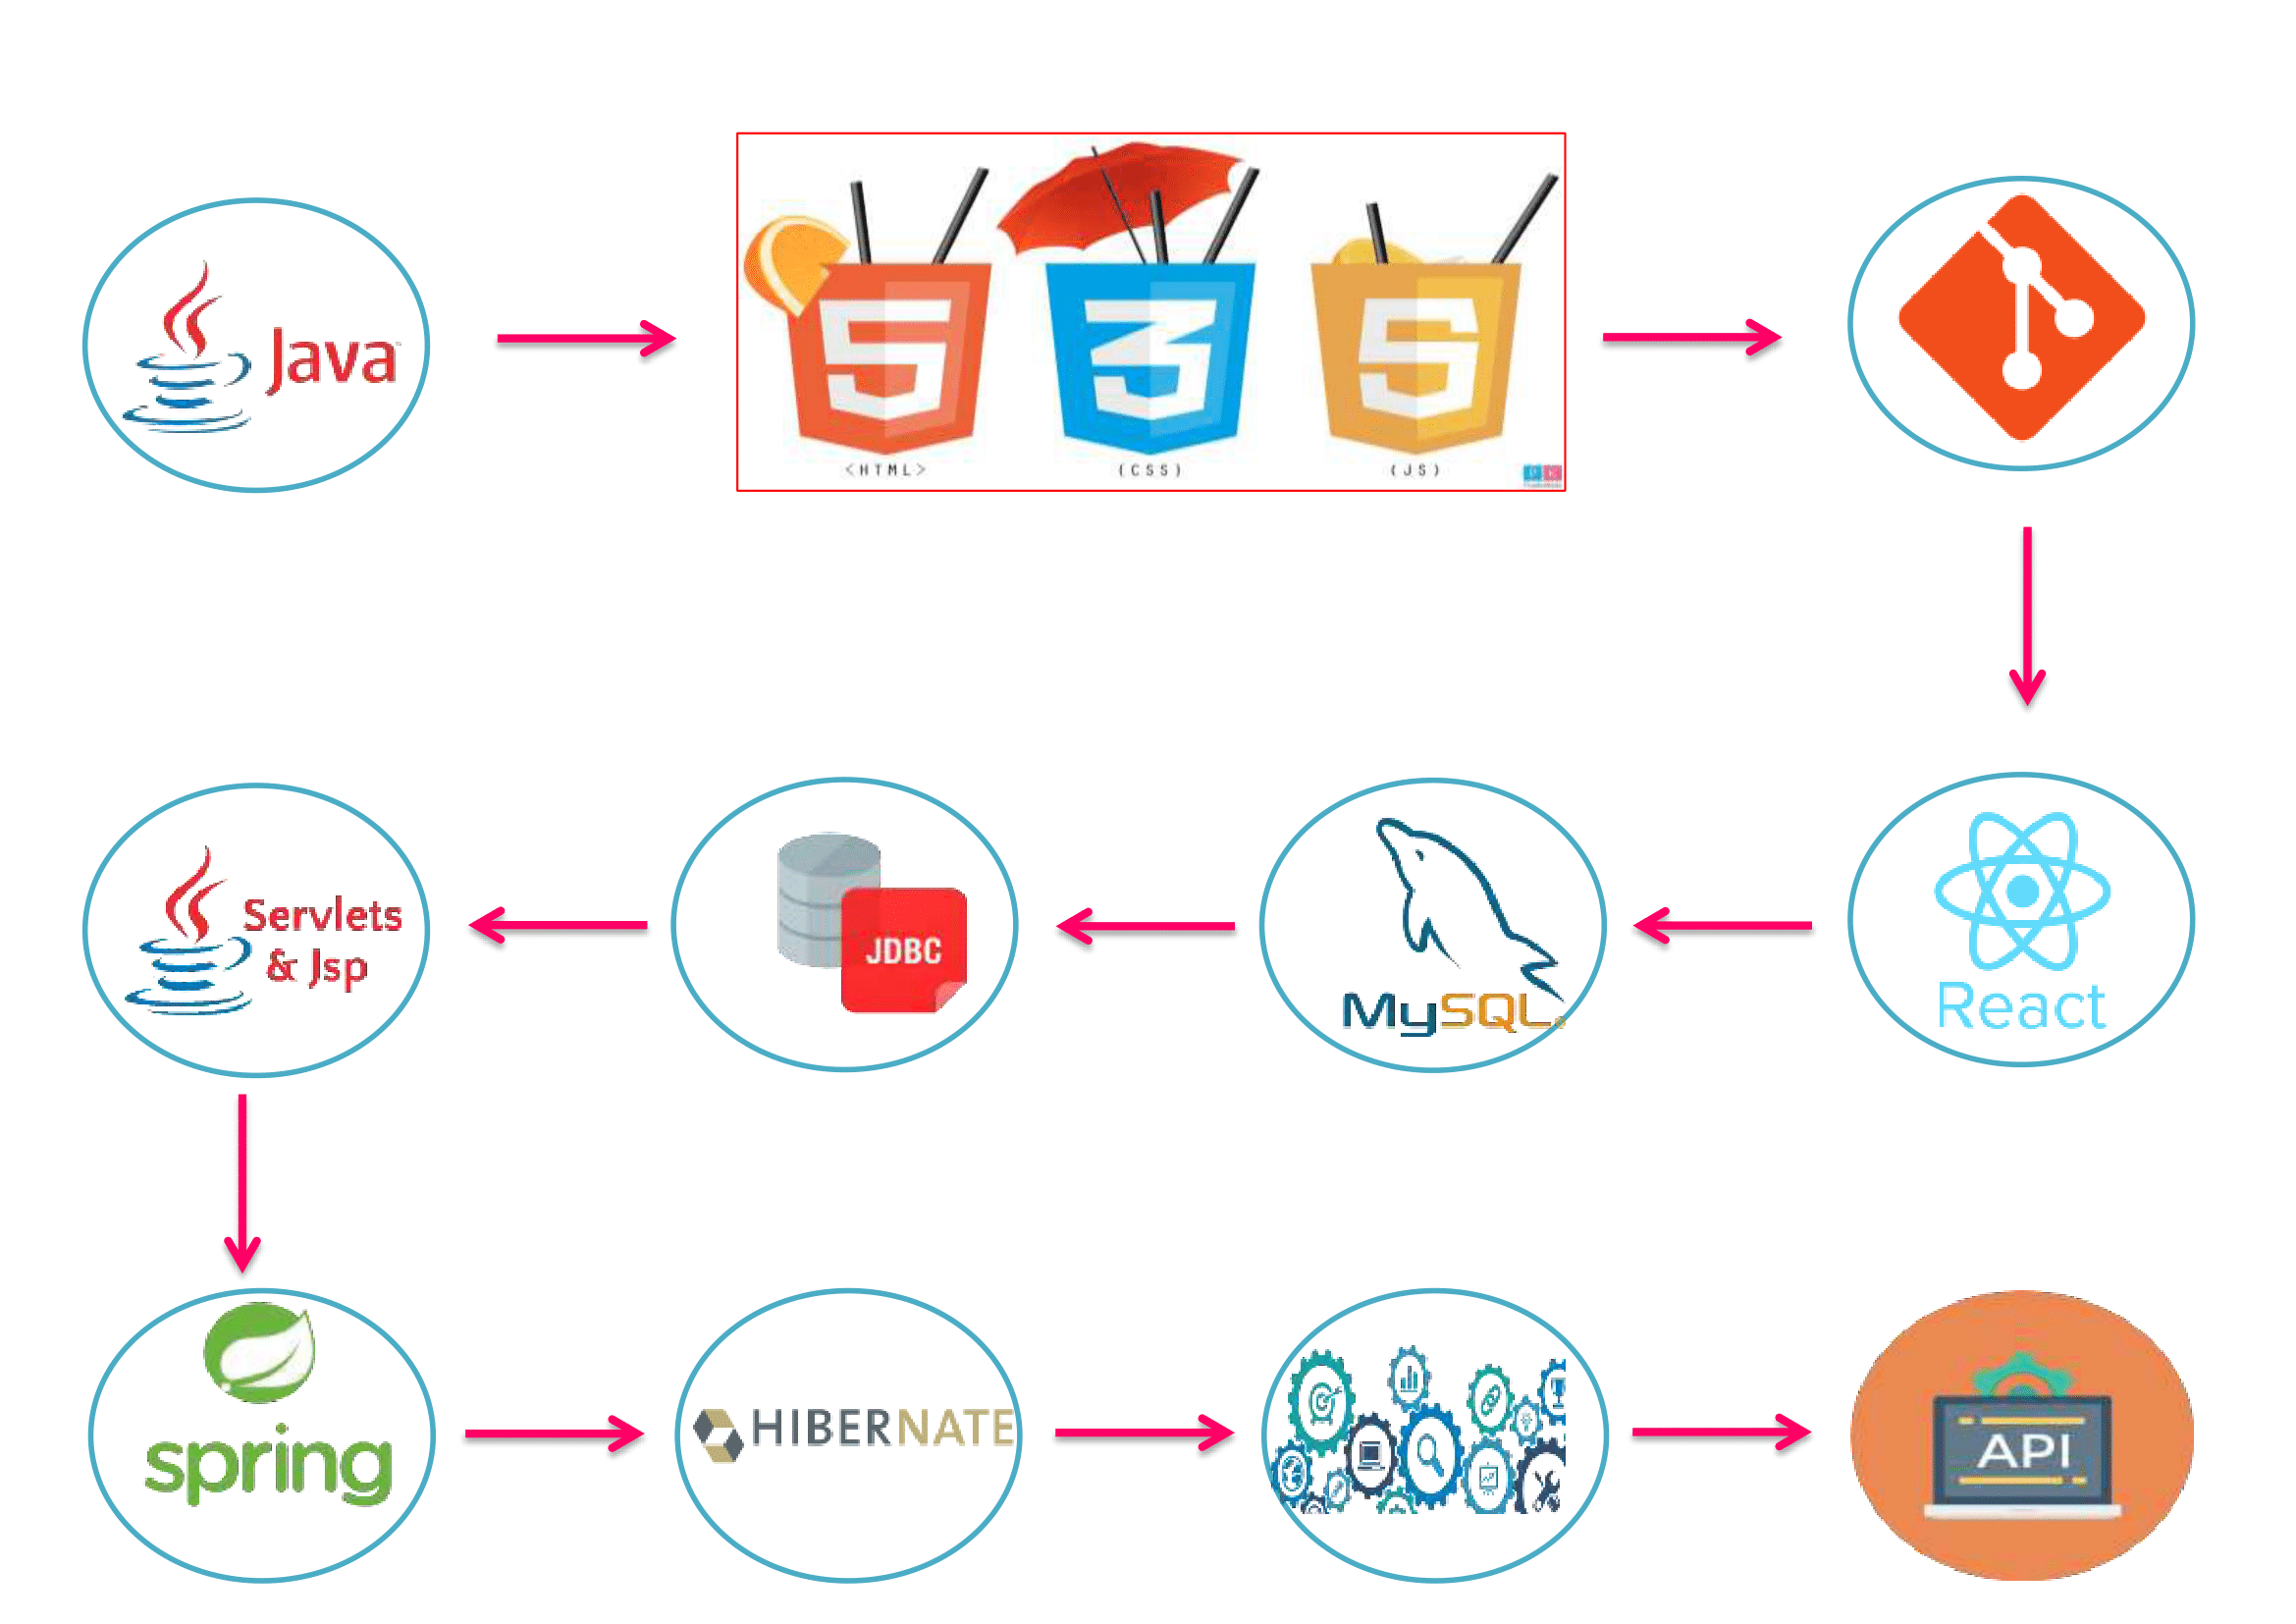 Java
<HTML>
(CSS)
(JS)
React
MySQL
JDBC
Servlets
& Jsp
spring
HIBERNATE
API